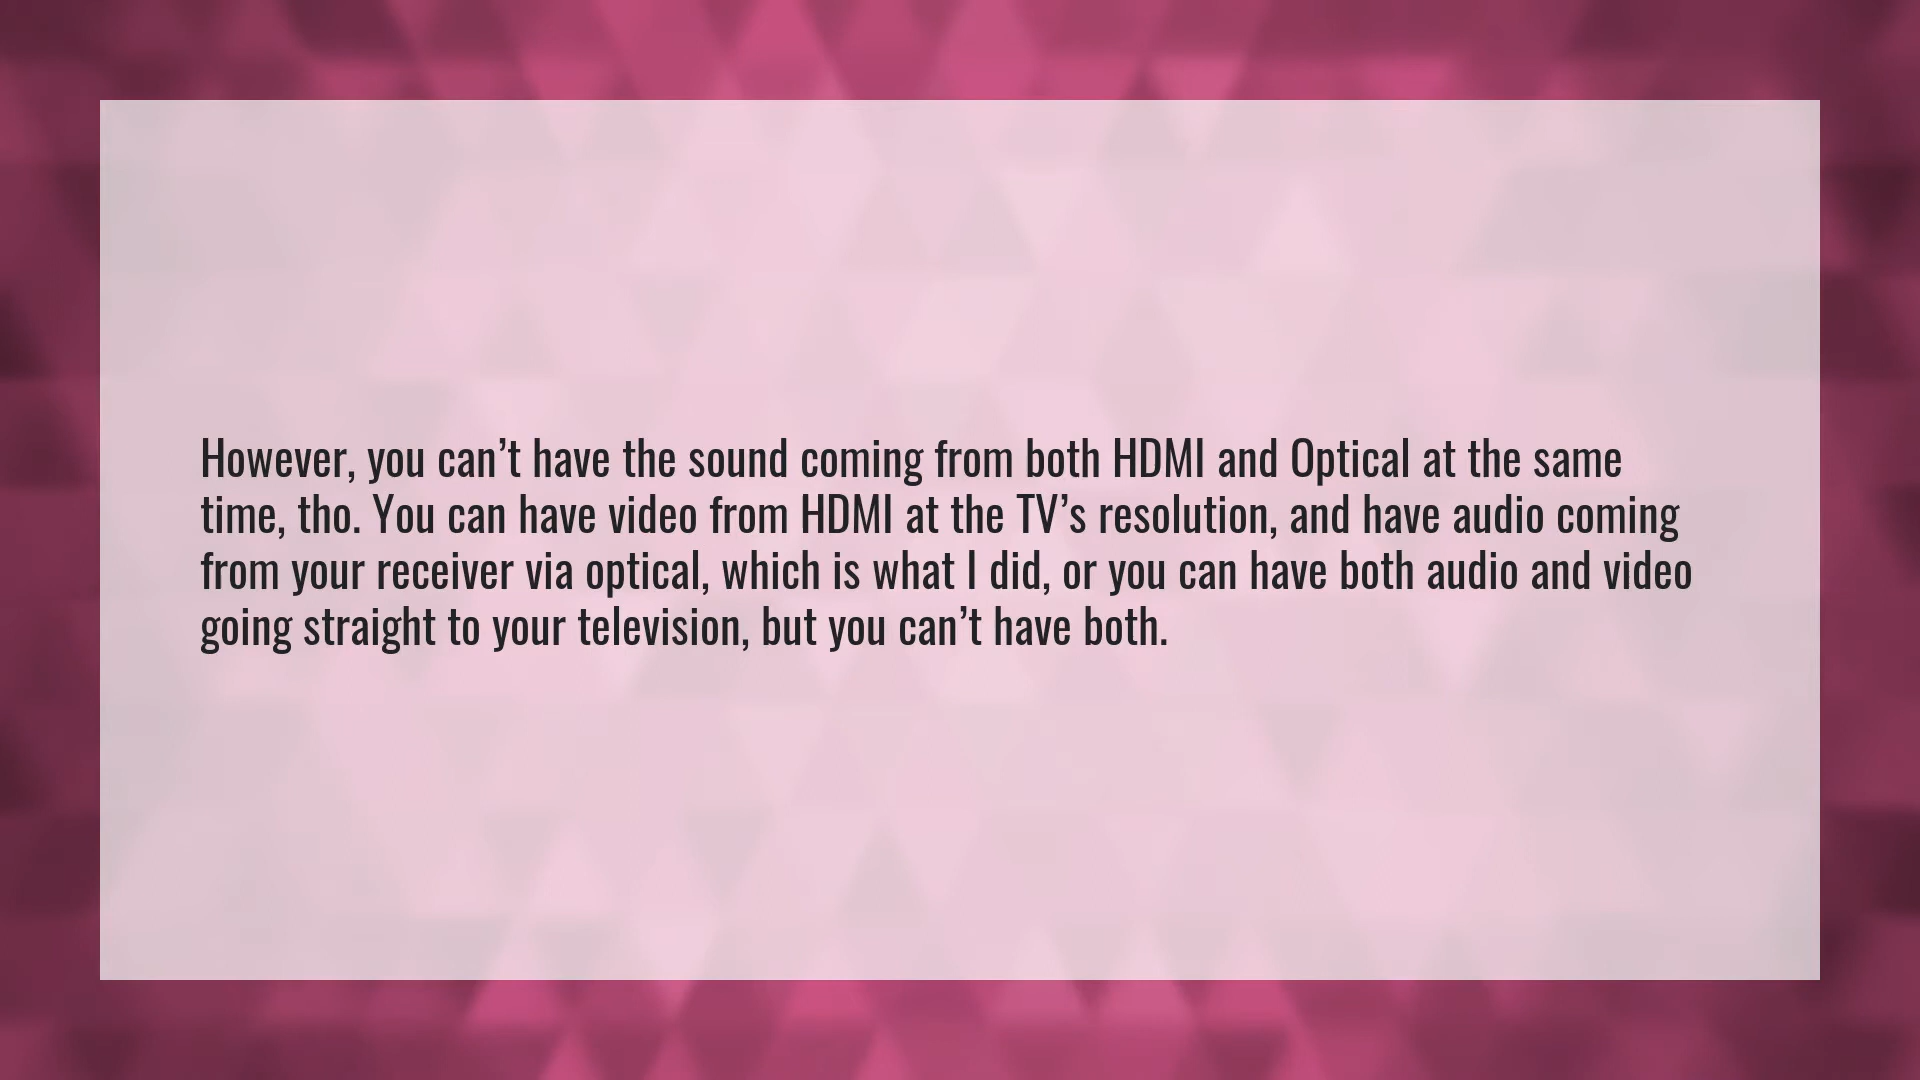 However, you can’t have the sound coming from both HDMI and Optical at the same
time, tho. You can have video from HDMI at the TV’s resolution, and have audio coming
from your receiver via optical, which is what I did, or you can have both audio and video
going straight to your television, but you can’t have both.